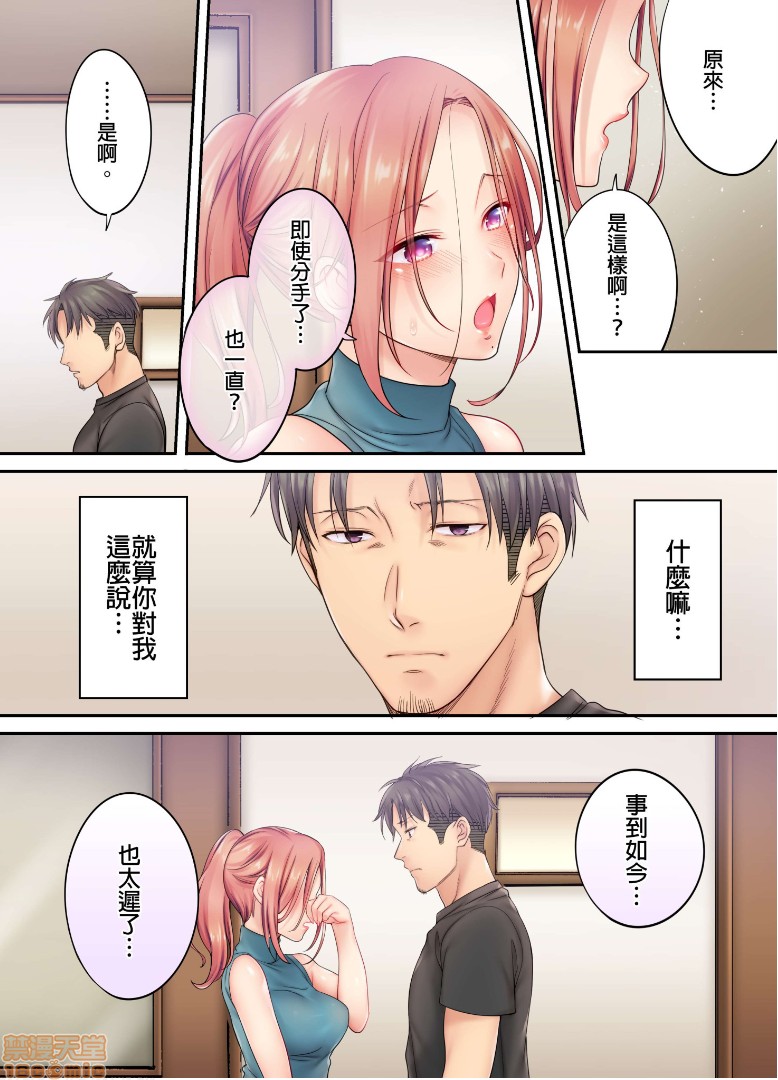 原來…
是這樣啊…？
即使分手了…
也一直？
……是啊。
什麼嘛…
就算你對我
這麼說…
事到如今…
也太遲了…
禁漫天堂